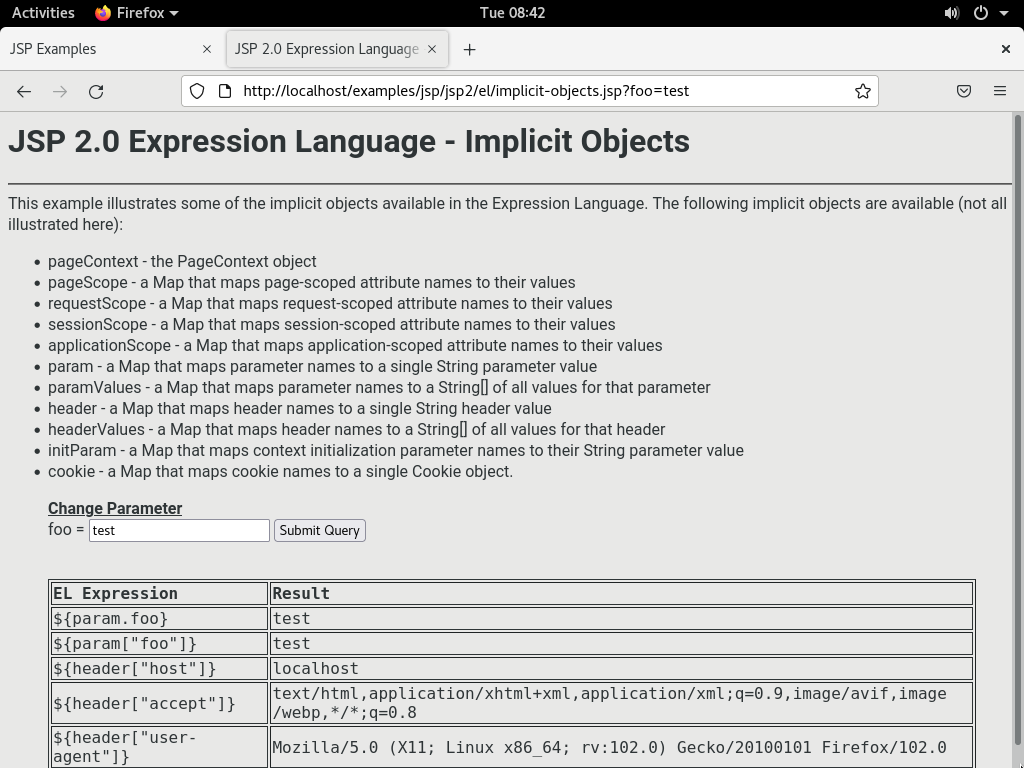 Activities Firefox Tue 08:42
JSP Examples JSP 2.0 Expression Language
http://localhost/examples/jsp/jsp2/el/implicit-objects.jsp?foo=test
JSP 2.0 Expression Language - Implicit Objects
This example illustrates some of the implicit objects available in the Expression Language. The following implicit objects are available (not all
illustrated here):
• pageContext - the PageContext object
• pageScope - a Map that maps page-scoped attribute names to their values
• requestScope - a Map that maps request-scoped attribute names to their values
• sessionScope - a Map that maps session-scoped attribute names to their values
• applicationScope - a Map that maps application-scoped attribute names to their values
• param - a Map that maps parameter names to a single String parameter value
• paramValues - a Map that maps parameter names to a String[] of all values for that parameter
• header - a Map that maps header names to a single String header value
• headerValues - a Map that maps header names to a String[] of all values for that header
• initParam - a Map that maps context initialization parameter names to their String parameter value
• cookie - a Map that maps cookie names to a single Cookie object.
Change Parameter
foo = test Submit Query
EL Expression Result
${param.foo} test
${param["foo"]} test
${header["host"]} localhost
${header["accept"]} text/html,application/xhtml+xml,application/xml;q=0.9,image/avif,image
/webp,*/*;q=0.8
${header["user-
agent"]} Mozilla/5.0 (X11; Linux x86_64; rv:102.0) Gecko/20100101 Firefox/102.0